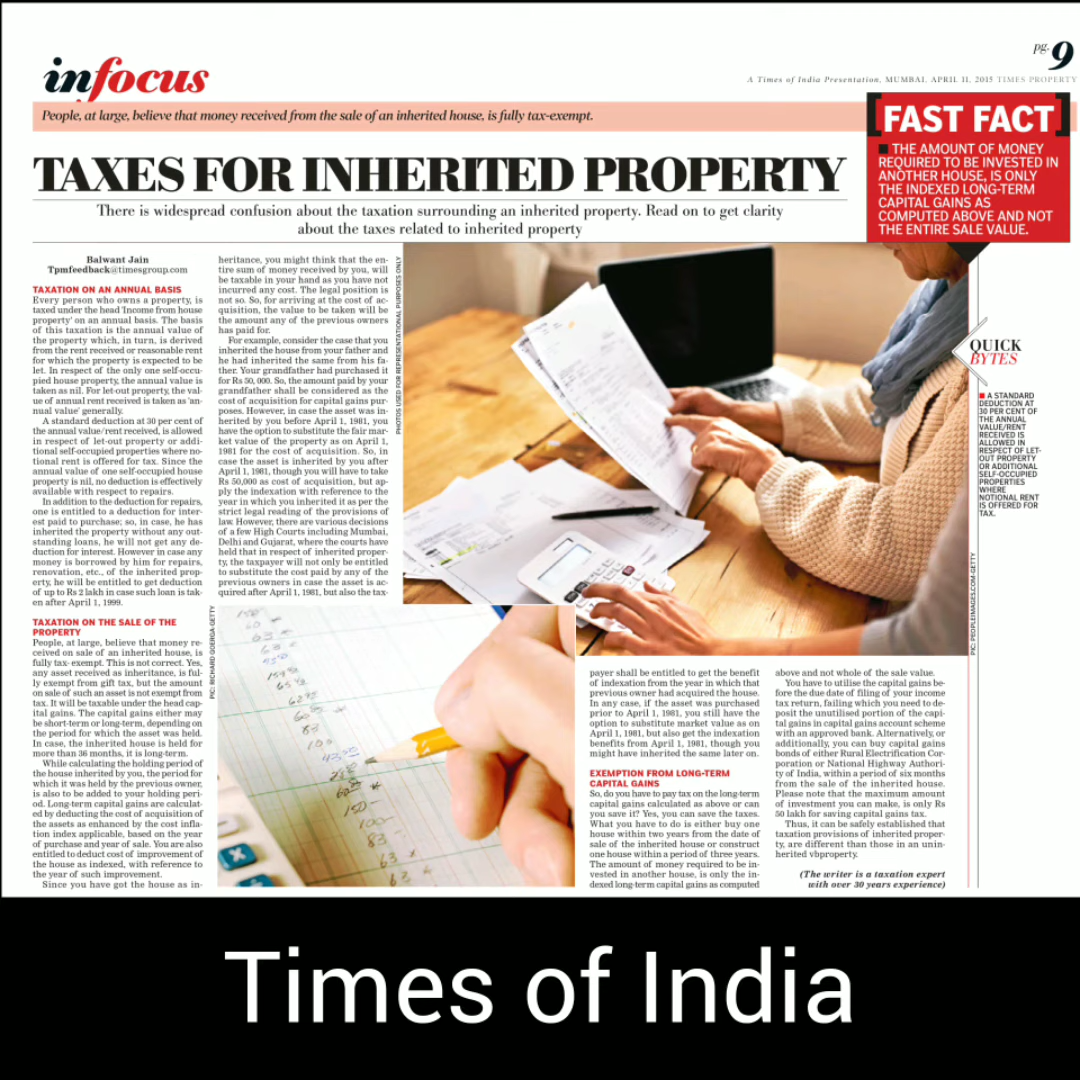 pg. 9
infocus
A Times of India Presentation, MUMBAI, APRIL 11, 2015 TIMES PROPERTY
People, at large, believe that money received from the sale of an inherited house, is fully tax-exempt.
[FAST FACT]
■ THE AMOUNT OF MONEY
REQUIRED TO BE INVESTED IN
ANOTHER HOUSE, IS ONLY
THE INDEXED LONG-TERM
CAPITAL GAINS AS
COMPUTED ABOVE AND NOT
THE ENTIRE SALE VALUE.
TAXES FOR INHERITED PROPERTY
There is widespread confusion about the taxation surrounding an inherited property. Read on to get clarity
about the taxes related to inherited property
Balwant Jain
Tpmfeedback@timesgroup.com
TAXATION ON AN ANNUAL BASIS
Every person who owns a property, is
taxed under the head 'Income from house
property' on an annual basis. The basis
of this taxation is the annual value of
the property which, in turn, is derived
from the rent received or reasonable rent
for which the property is expected to be
let. In respect of the only one self-occu-
pied house property, the annual value is
taken as nil. For let-out property, the val-
ue of annual rent received is taken as 'an-
nual value' generally.
A standard deduction at 30 per cent of
the annual value/rent received, is allowed
in respect of let-out property or addi-
tional self-occupied properties where no-
tional rent is offered for tax. Since the
annual value of one self-occupied house
property is nil, no deduction is effectively
available with respect to repairs.
In addition to the deduction for repairs,
one is entitled to a deduction for inter-
est paid to purchase; so, in case, he has
inherited the property without any out-
standing loans, he will not get any de-
duction for interest. However in case any
money is borrowed by him for repairs,
renovation, etc., of the inherited prop-
erty, he will be entitled to get deduction
of up to Rs 2 lakh in case such loan is tak-
en after April 1, 1999.
TAXATION ON THE SALE OF THE
PROPERTY
People, at large, believe that money re-
ceived on sale of an inherited house, is
fully tax- exempt. This is not correct. Yes,
any asset received as inheritance, is ful-
ly exempt from gift tax, but the amount
on sale of such an asset is not exempt from
tax. It will be taxable under the head cap-
ital gains. The capital gains either may
be short-term or long-term, depending on
the period for which the asset was held.
In case, the inherited house is held for
more than 36 months, it is long-term.
While calculating the holding period of
the house inherited by you, the period for
which it was held by the previous owner,
is also to be added to your holding peri-
od. Long-term capital gains are calculat-
ed by deducting the cost of acquisition of
the assets as enhanced by the cost infla-
tion index applicable, based on the year
of purchase and year of sale. You are also
entitled to deduct cost of improvement of
the house as indexed, with reference to
the year of such improvement.
Since you have got the house as in-
heritance, you might think that the en-
tire sum of money received by you, will
be taxable in your hand as you have not
incurred any cost. The legal position is
not so. So, for arriving at the cost of ac-
quisition, the value to be taken will be
the amount any of the previous owners
has paid for.
For example, consider the case that you
inherited the house from your father and
he had inherited the same from his fa-
ther. Your grandfather had purchased it
for Rs 50, 000. So, the amount paid by your
grandfather shall be considered as the
cost of acquisition for capital gains pur-
poses. However, in case the asset was in-
herited by you before April 1, 1981, you
have the option to substitute the fair mar-
ket value of the property as on April 1,
1981 for the cost of acquisition. So, in
case the asset is inherited by you after
April 1, 1981, though you will have to take
Rs 50,000 as cost of acquisition, but ap-
ply the indexation with reference to the
year in which you inherited it as per the
strict legal reading of the provisions of
law. However, there are various decisions
of a few High Courts including Mumbai,
Delhi and Gujarat, where the courts have
held that in respect of inherited proper-
ty, the taxpayer will not only be entitled
to substitute the cost paid by any of the
previous owners in case the asset is ac-
quired after April 1, 1981, but also the tax-
PHOTOS USED FOR REPRESENTATIONAL PURPOSES ONLY
PIC: RICHARD GOERGA-GETTY
payer shall be entitled to get the benefit
of indexation from the year in which that
previous owner had acquired the house.
In any case, if the asset was purchased
prior to April 1, 1981, you still have the
option to substitute market value as on
April 1, 1981, but also get the indexation
benefits from April 1, 1981, though you
might have inherited the same later on.
EXEMPTION FROM LONG-TERM
CAPITAL GAINS
So, do you have to pay tax on the long-term
capital gains calculated as above or can
you save it? Yes, you can save the taxes.
What you have to do is either buy one
house within two years from the date of
sale of the inherited house or construct
one house within a period of three years.
The amount of money required to be in-
vested in another house, is only the in-
dexed long-term capital gains as computed
above and not whole of the sale value.
You have to utilise the capital gains be-
fore the due date of filing of your income
tax return, failing which you need to de-
posit the unutilised portion of the capi-
tal gains in capital gains account scheme
with an approved bank. Alternatively, or
additionally, you can buy capital gains
bonds of either Rural Electrification Cor-
poration or National Highway Authori-
ty of India, within a period of six months
from the sale of the inherited house.
Please note that the maximum amount
of investment you can make, is only Rs
50 lakh for saving capital gains tax.
Thus, it can be safely established that
taxation provisions of inherited proper-
ty, are different than those in an unin-
herited vbproperty.
(The writer is a taxation expert
with over 30 years experience)
PIC: PEOPLEIMAGES.COM-GETTY
QUICK
BYTES
■ A STANDARD
DEDUCTION AT
30 PER CENT OF
THE ANNUAL
VALUE/RENT
RECEIVED IS
ALLOWED IN
RESPECT OF LET-
OUT PROPERTY
OR ADDITIONAL
SELF-OCCUPIED
PROPERTIES
WHERE
NOTIONAL RENT
IS OFFERED FOR
TAX.
Times of India